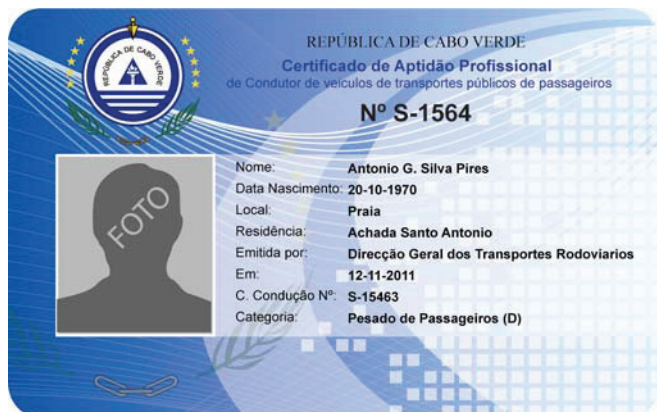 REPÚBLICA DE CABO VERDE
Certificado de Aptidão Profissional
de Condutor de veículos de transportes públicos de passageiros
Nº S-1564
REPÚBLICA DE CABO VERDE
FOTO
Nome: Antonio G. Silva Pires
Data Nascimento: 20-10-1970
Local: Praia
Residência: Achada Santo Antonio
Emitida por: Direcção Geral dos Transportes Rodoviarios
Em: 12-11-2011
C. Condução Nº: S-15463
Categoria: Pesado de Passageiros (D)